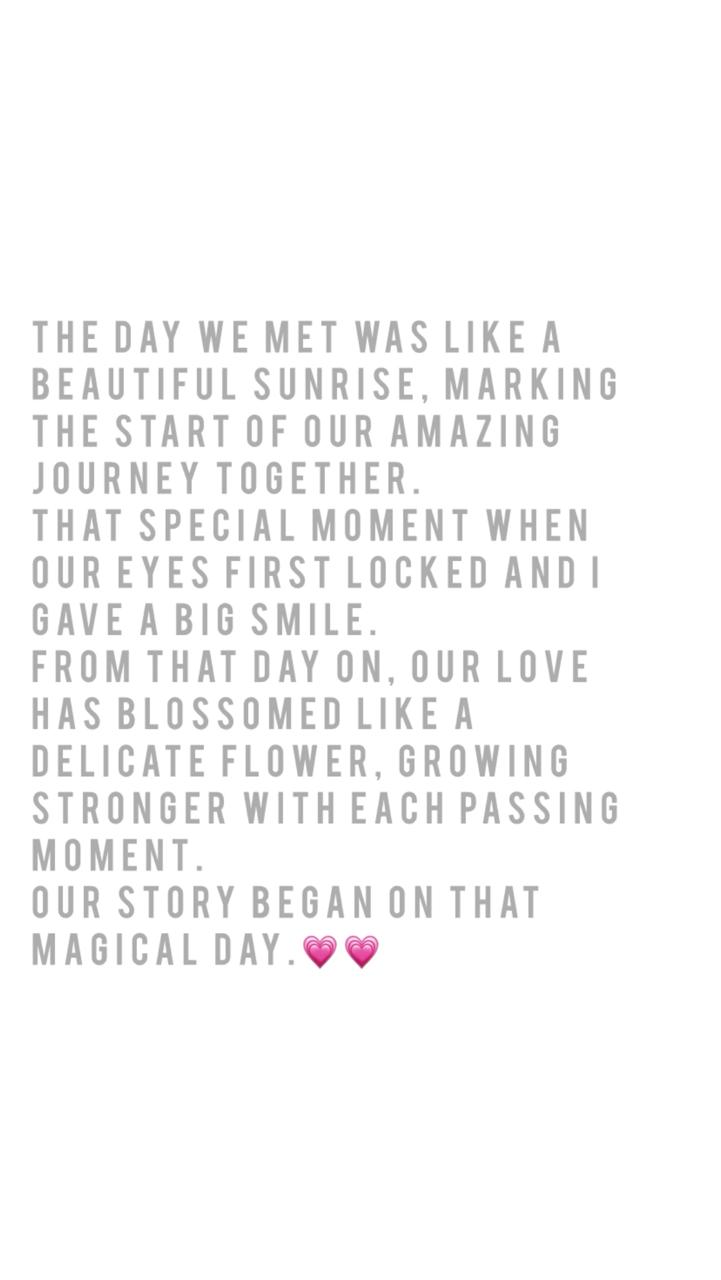 THE DAY WE MET WAS LIKE A
BEAUTIFUL SUNRISE, MARKING
THE START OF OUR AMAZING
JOURNEY TOGETHER.
THAT SPECIAL MOMENT WHEN
OUR EYES FIRST LOCKED AND I
GAVE A BIG SMILE.
FROM THAT DAY ON, OUR LOVE
HAS BLOSSOMED LIKE A
DELICATE FLOWER, GROWING
STRONGER WITH EACH PASSING
MOMENT.
OUR STORY BEGAN ON THAT
MAGICAL DAY.💗💗